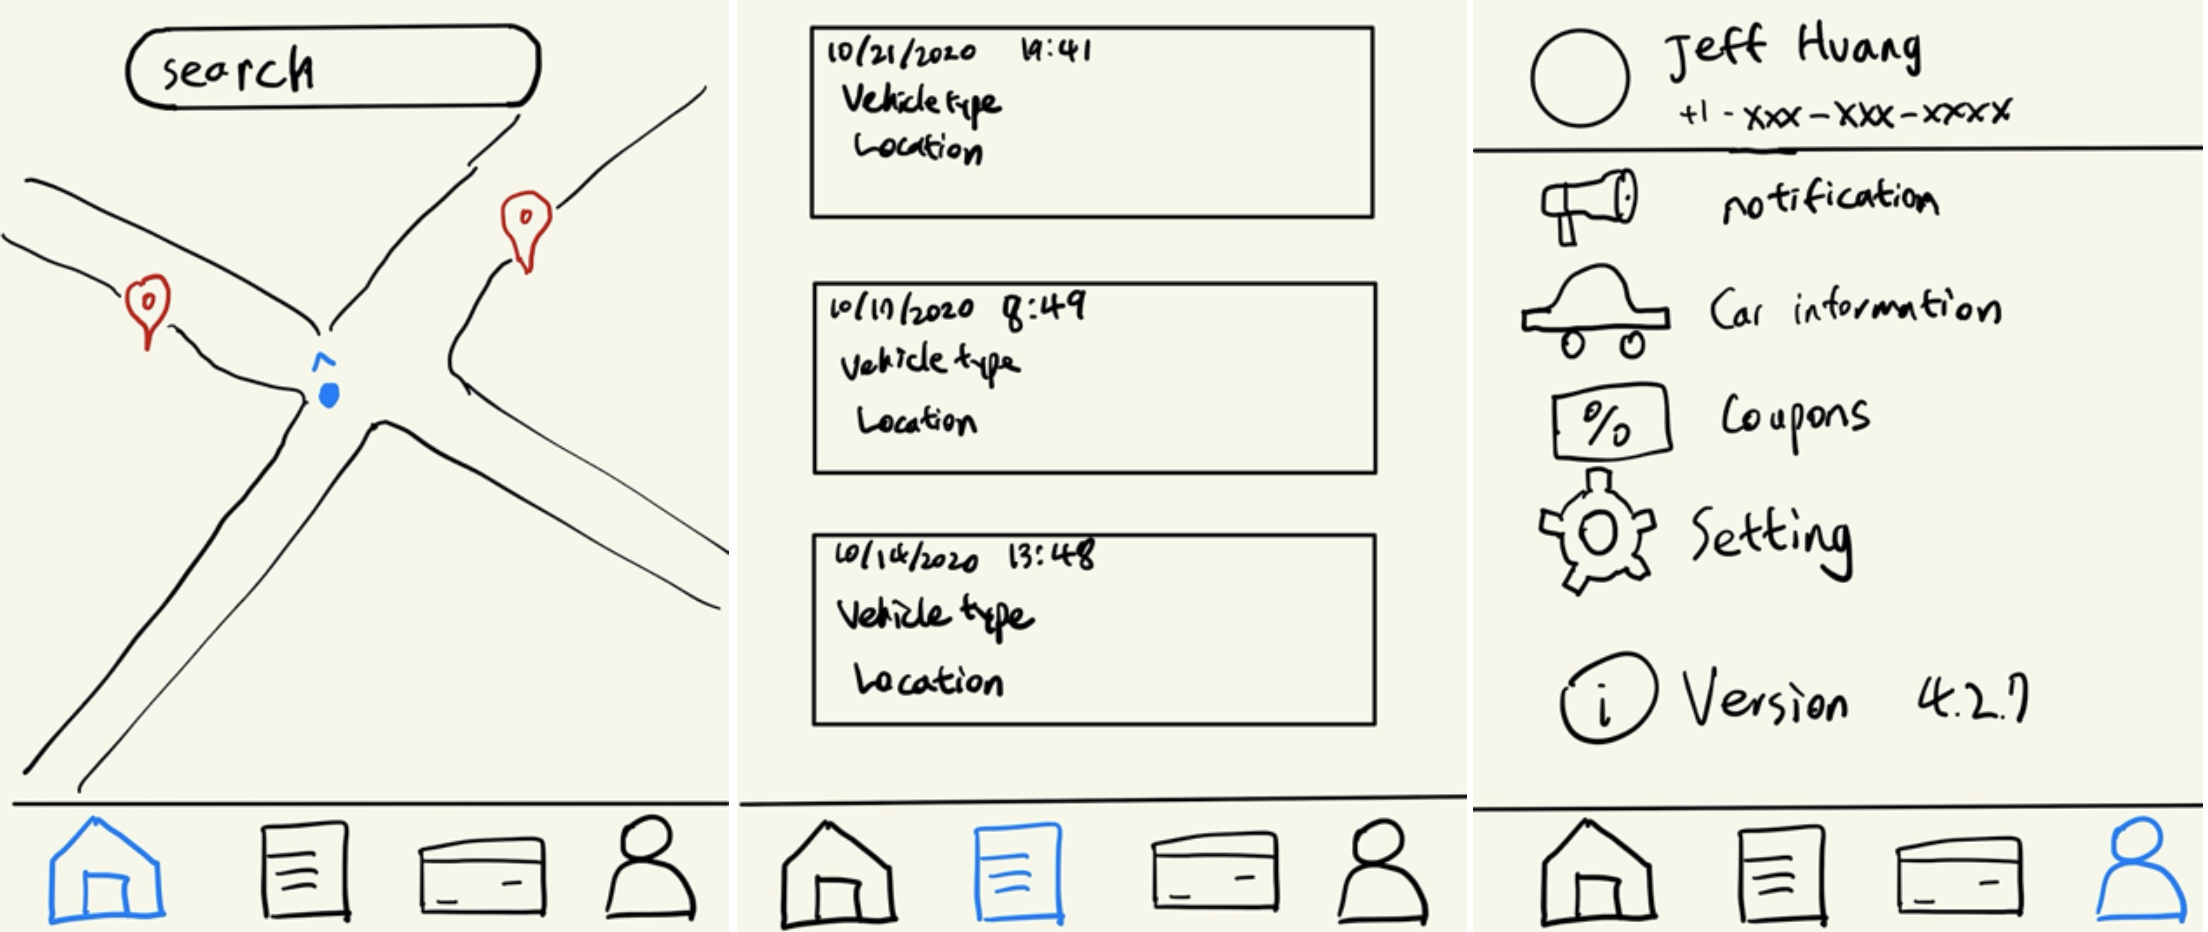 search
10/21/2020 19:41
Vehicle type
Location
10/17/2020 8:49
Vehicle type
Location
10/14/2020 13:48
Vehicle type
Location
Jeff Huang
+1 - xxx - xxx - xxxx
notification
Car information
%
Coupons
Setting
i
Version 4.2.7